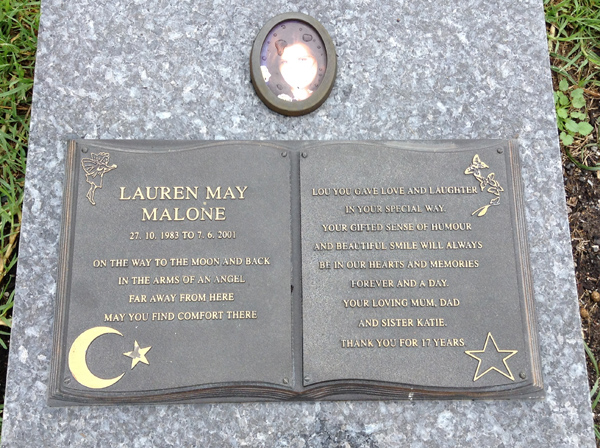 LAUREN MAY
MALONE
27. 10. 1983 TO 7. 6. 2001
ON THE WAY TO THE MOON AND BACK
IN THE ARMS OF AN ANGEL
FAR AWAY FROM HERE
MAY YOU FIND COMFORT THERE
LOU YOU GAVE LOVE AND LAUGHTER
IN YOUR SPECIAL WAY.
YOUR GIFTED SENSE OF HUMOUR
AND BEAUTIFUL SMILE WILL ALWAYS
BE IN OUR HEARTS AND MEMORIES
FOREVER AND A DAY.
YOUR LOVING MUM, DAD
AND SISTER KATIE.
THANK YOU FOR 17 YEARS